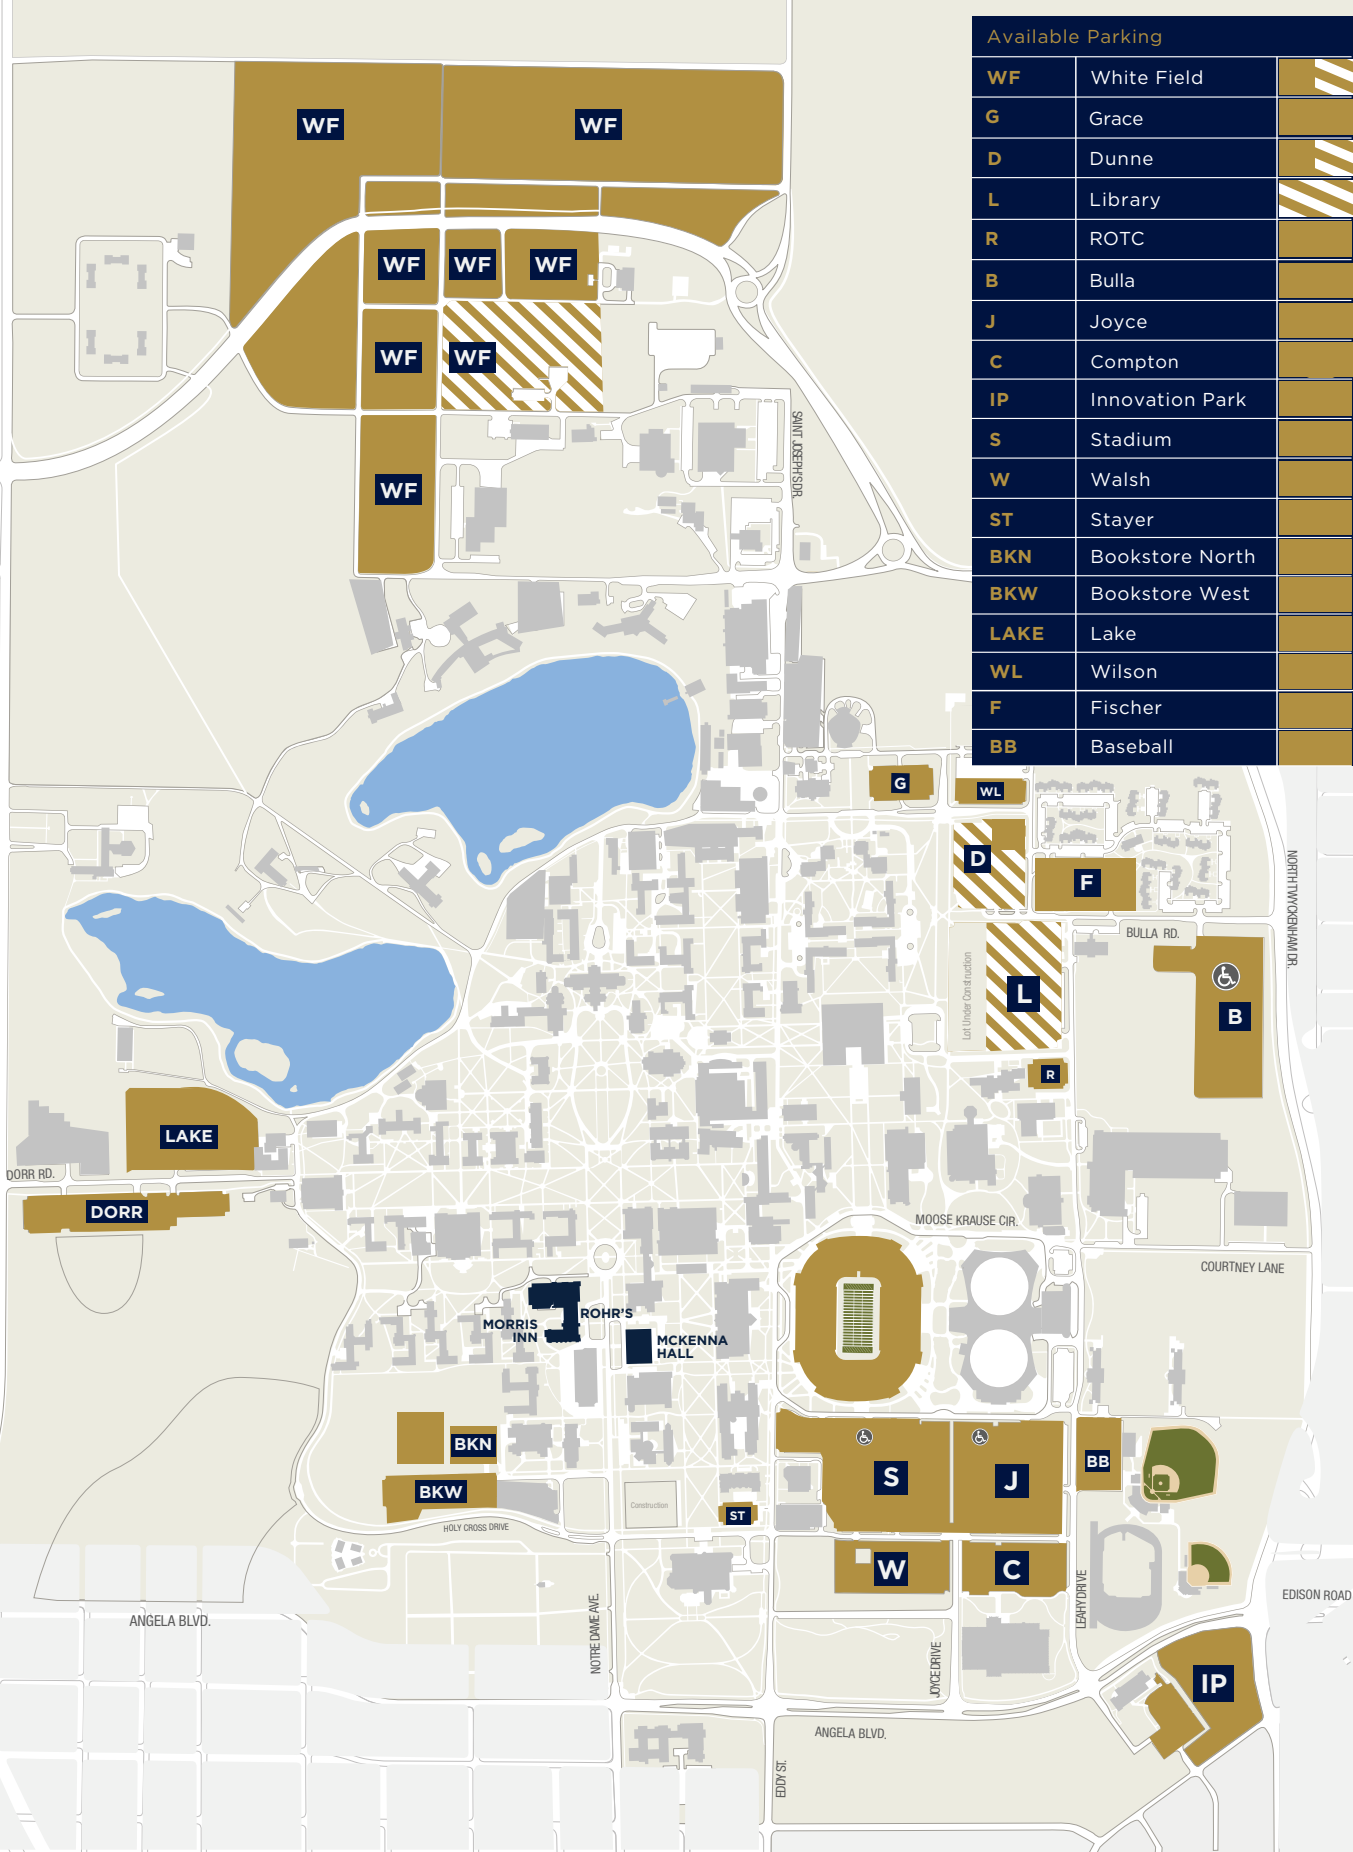 Available Parking
WF White Field
G Grace
D Dunne
L Library
R ROTC
B Bulla
J Joyce
C Compton
IP Innovation Park
S Stadium
W Walsh
ST Stayer
BKN Bookstore North
BKW Bookstore West
LAKE Lake
WL Wilson
F Fischer
BB Baseball
WF
WF
WF
WF
WF
WF
WF
WF
SAINT JOSEPH'S DR.
G
WL
D
F
NORTH TWYCKENHAM DR.
BULLA RD.
Lot Under Construction
L
B
R
LAKE
DORR RD.
DORR
MOOSE KRAUSE CIR.
COURTNEY LANE
ROHR'S
MORRIS
INN
MCKENNA
HALL
BKN
BKW
S
J
BB
Construction
ST
HOLY CROSS DRIVE
W
C
LEAHY DRIVE
EDISON ROAD
ANGELA BLVD.
NOTRE DAME AVE.
JOYCE DRIVE
IP
ANGELA BLVD.
EDDY ST.